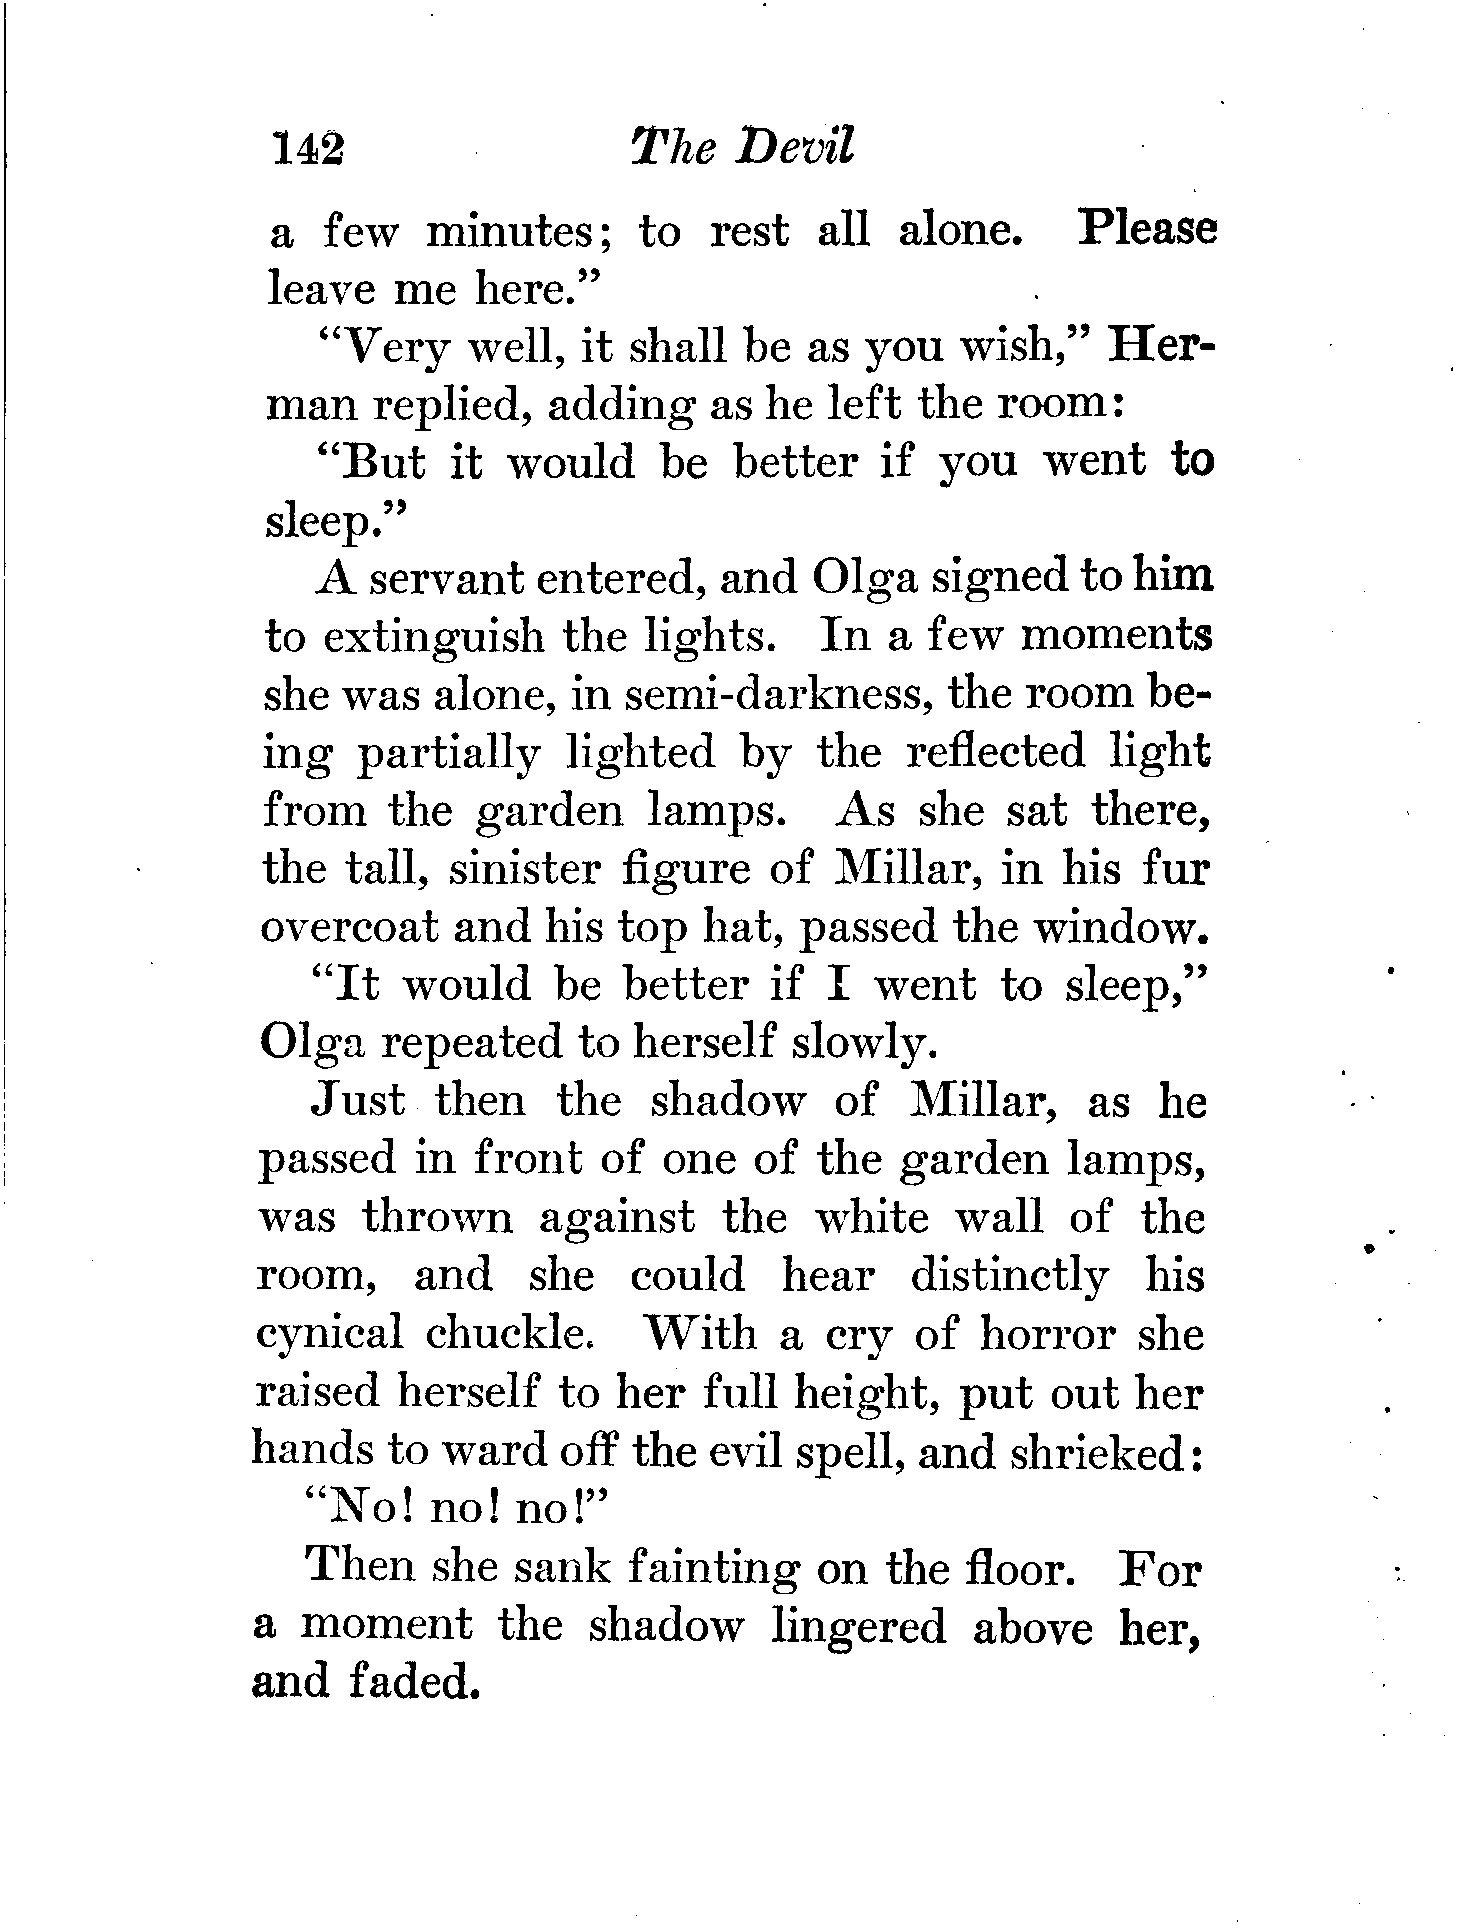 142 The Devil
a few minutes; to rest all alone. Please
leave me here."
"Very well, it shall be as you wish," Her-
man replied, adding as he left the room:
"But it would be better if you went to
sleep."
A servant entered, and Olga signed to him
to extinguish the lights. In a few moments
she was alone, in semi-darkness, the room be-
ing partially lighted by the reflected light
from the garden lamps. As she sat there,
the tall, sinister figure of Millar, in his fur
overcoat and his top hat, passed the window.
"It would be better if I went to sleep,"
Olga repeated to herself slowly.
Just then the shadow of Millar, as he
passed in front of one of the garden lamps,
was thrown against the white wall of the
room, and she could hear distinctly his
cynical chuckle. With a cry of horror she
raised herself to her full height, put out her
hands to ward off the evil spell, and shrieked:
"No! no! no!"
Then she sank fainting on the floor. For
a moment the shadow lingered above her,
and faded.